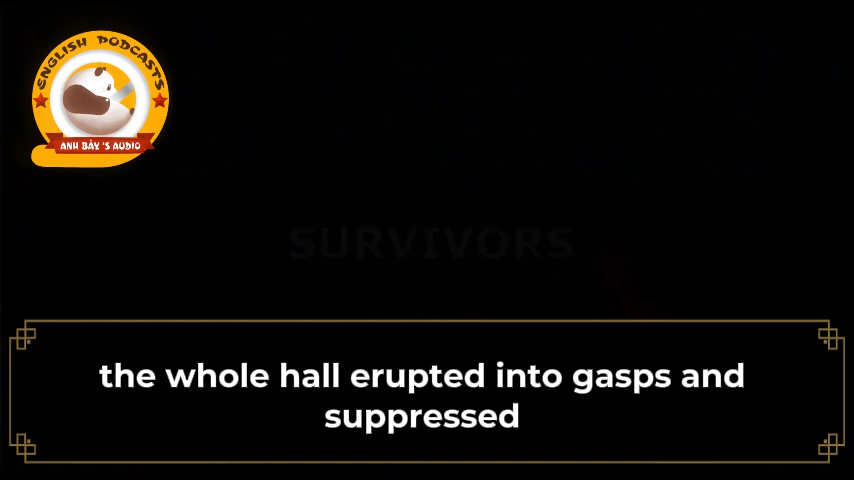 ENGLISH PODCASTS
ANH BẢY 'S AUDIO
SURVIVORS
the whole hall erupted into gasps and
suppressed